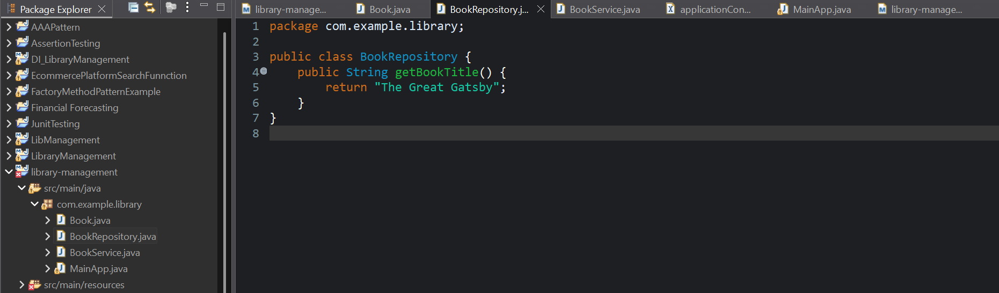 Package Explorer
library-manage...
Book.java
BookRepository.j...
BookService.java
applicationCon...
MainApp.java
library-manage...
AAAPattern
AssertionTesting
DI_LibraryManagement
EcommercePlatformSearchFunnction
FactoryMethodPatternExample
Financial Forecasting
JunitTesting
LibManagement
LibraryManagement
library-management
src/main/java
com.example.library
Book.java
BookRepository.java
BookService.java
MainApp.java
src/main/resources
1 package com.example.library;
2
3 public class BookRepository {
4 public String getBookTitle() {
5 return "The Great Gatsby";
6 }
7 }
8